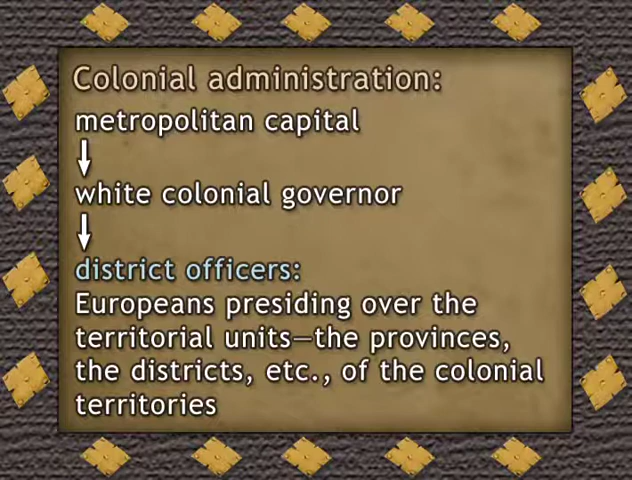 Colonial administration:
metropolitan capital
↓
white colonial governor
↓
district officers:
Europeans presiding over the
territorial units—the provinces,
the districts, etc., of the colonial
territories